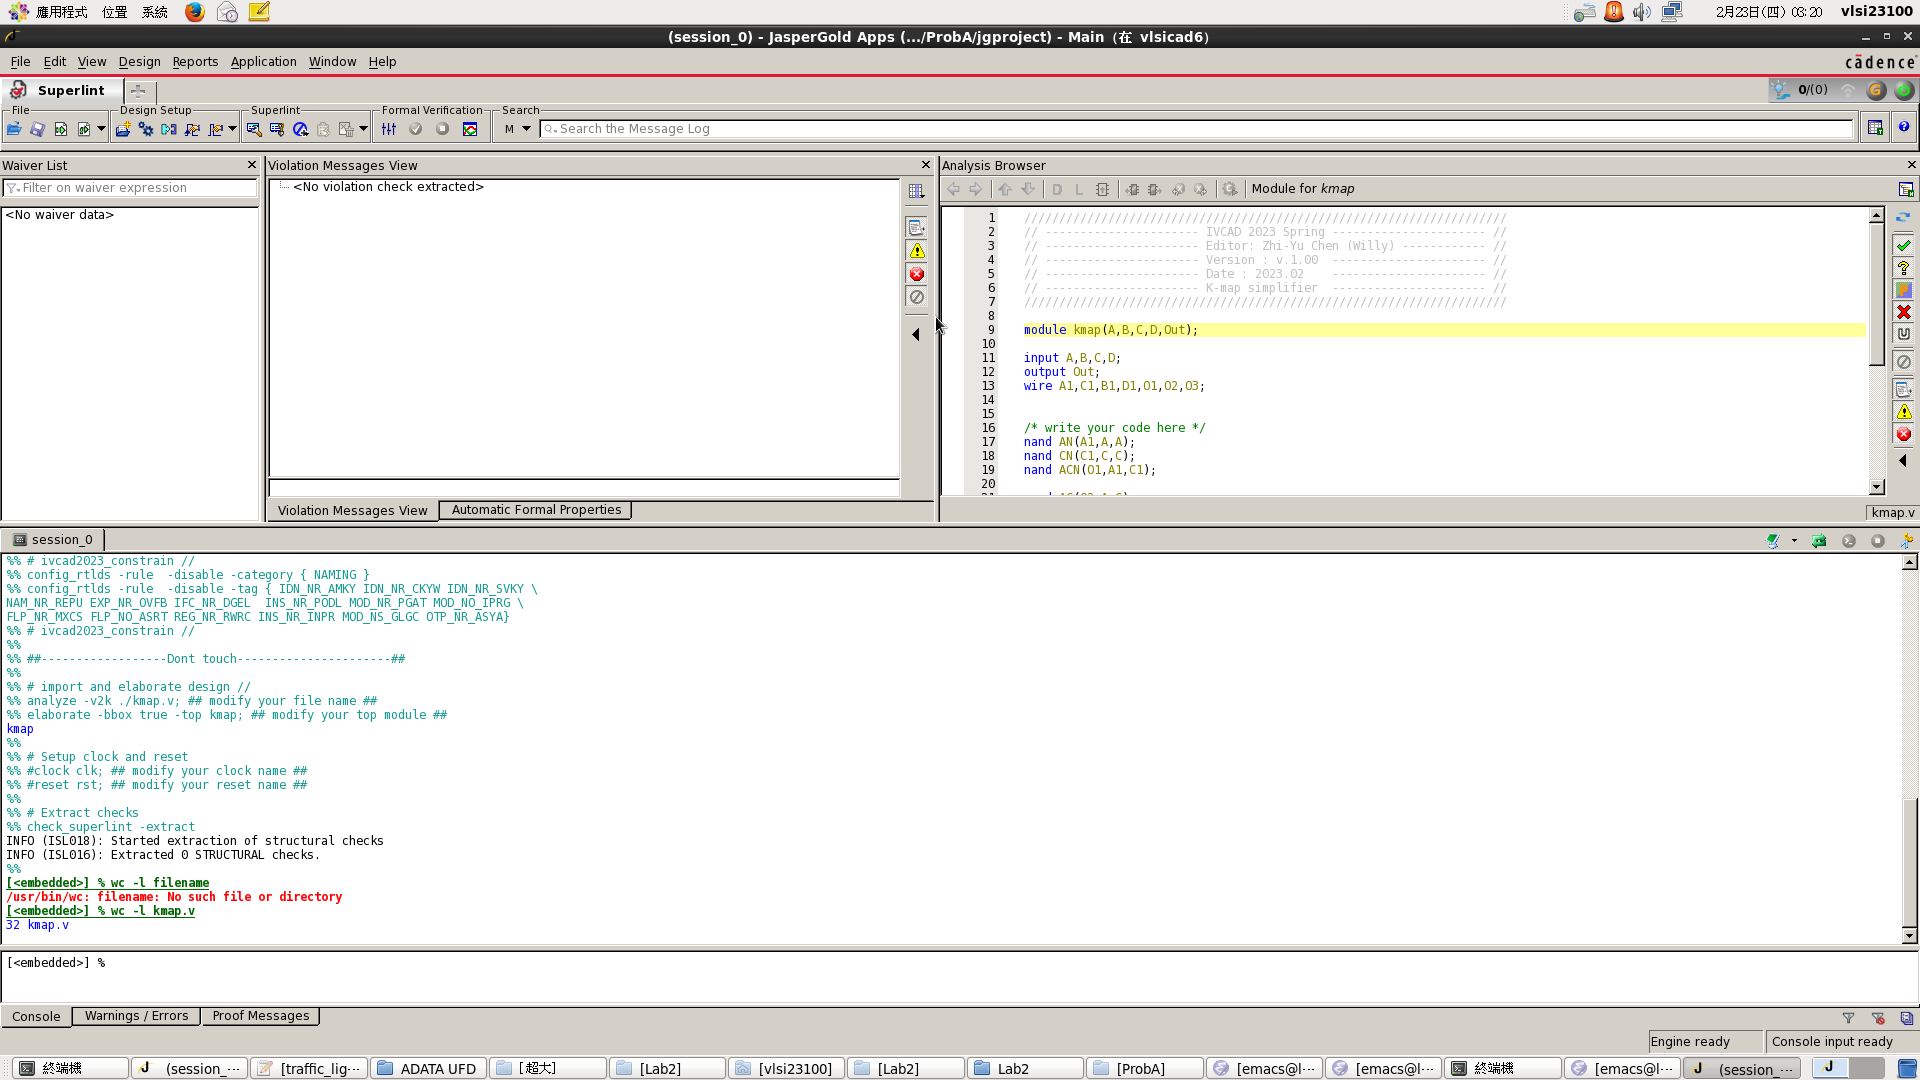 應用程式 位置 系統
2月23日(四) 03:20 vlsi23100
(session_0) - JasperGold Apps (.../ProbA/jgproject) - Main (在 vlsicad6)
File Edit View Design Reports Application Window Help
cādence
Superlint
0/(0)
File Design Setup Superlint Formal Verification Search
M Search the Message Log
Waiver List
Filter on waiver expression
<No waiver data>
Violation Messages View
<No violation check extracted>
Violation Messages View Automatic Formal Properties
Analysis Browser
D L Module for kmap
1 /////////////////////////////////////////////////////////////////////
2 // ---------------------- IVCAD 2023 Spring ---------------------- //
3 // ---------------------- Editor: Zhi-Yu Chen (Willy) ------------ //
4 // ---------------------- Version : v.1.00 ---------------------- //
5 // ---------------------- Date : 2023.02 ---------------------- //
6 // ---------------------- K-map simplifier ---------------------- //
7 /////////////////////////////////////////////////////////////////////
8
9 module kmap(A,B,C,D,Out);
10
11 input A,B,C,D;
12 output Out;
13 wire A1,C1,B1,D1,O1,O2,O3;
14
15
16 /* write your code here */
17 nand AN(A1,A,A);
18 nand CN(C1,C,C);
19 nand ACN(O1,A1,C1);
20
kmap.v
session_0
%% # ivcad2023_constrain //
%% config_rtlds -rule  -disable -category { NAMING }
%% config_rtlds -rule  -disable -tag { IDN_NR_AMKY IDN_NR_CKYW IDN_NR_SVKY \
NAM_NR_REPU EXP_NR_OVFB IFC_NR_DGEL  INS_NR_PODL MOD_NR_PGAT MOD_NO_IPRG \
FLP_NR_MXCS FLP_NO_ASRT REG_NR_RWRC INS_NR_INPR MOD_NS_GLGC OTP_NR_ASYA}
%% # ivcad2023_constrain //
%%
%% ##------------------Dont touch----------------------##
%%
%% # import and elaborate design //
%% analyze -v2k ./kmap.v; ## modify your file name ##
%% elaborate -bbox true -top kmap; ## modify your top module ##
kmap
%%
%% # Setup clock and reset
%% #clock clk; ## modify your clock name ##
%% #reset rst; ## modify your reset name ##
%%
%% # Extract checks
%% check_superlint -extract
INFO (ISL018): Started extraction of structural checks
INFO (ISL016): Extracted 0 STRUCTURAL checks.
%%
[<embedded>] % wc -l filename
/usr/bin/wc: filename: No such file or directory
[<embedded>] % wc -l kmap.v
32 kmap.v
[<embedded>] %
Console Warnings / Errors Proof Messages
Engine ready Console input ready
終端機 (session_··· [traffic_lig··· ADATA UFD [超大] [Lab2] [vlsi23100] [Lab2] Lab2 [ProbA] [emacs@l··· [emacs@l··· 終端機 [emacs@l··· (session_···